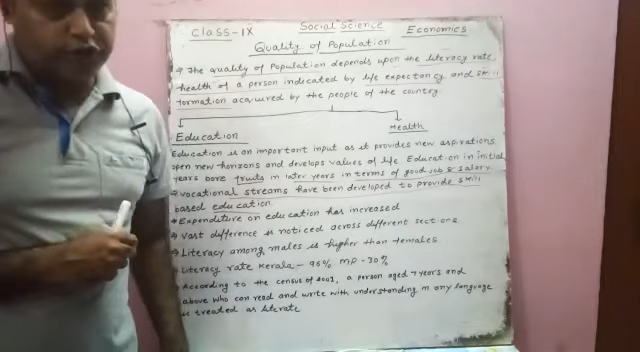 Class-IX Social Science Economics
Quality of Population
→ The quality of Population depends upon the literacy rate,
health of a person indicated by life expectancy and skill
formation acquired by the people of the country.
Education Health
Education is an important input as it provides new aspirations
open new horizons and develops values of life. Education in initial
years bore fruits in later years in terms of good job & salary.
→ Vocational streams have been developed to provide skill
based education.
→ Expenditure on education has increased
→ Vast difference is noticed across different sections.
→ Literacy among males is higher than females.
→ Literacy rate Kerala - 96% MP - 70%
→ According to the census of 2001, a person aged 7 years and
above who can read and write with understanding in any language
is treated as literate